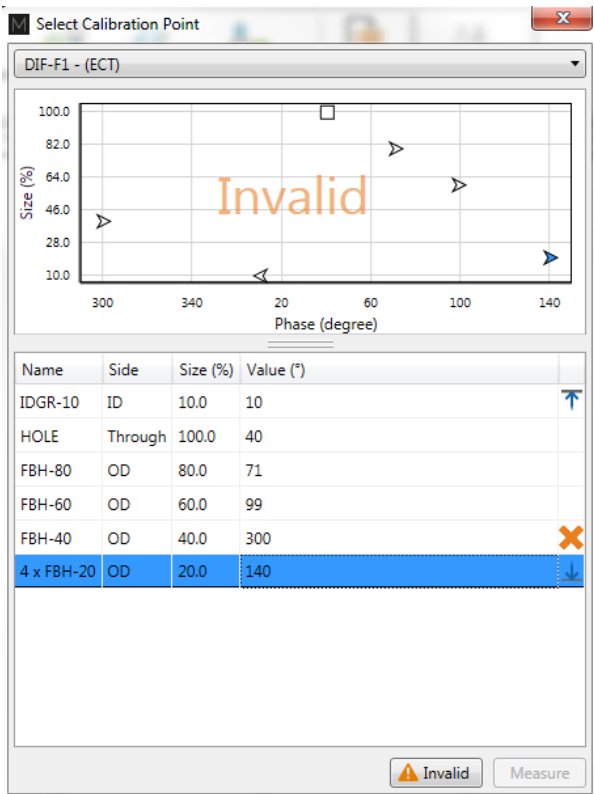 M Select Calibration Point
DIF-F1 - (ECT)
100.0
82.0
64.0
46.0
28.0
10.0
Size (%)
Invalid
300 340 20 60 100 140
Phase (degree)
Name Side Size (%) Value (°)
IDGR-10 ID 10.0 10
HOLE Through 100.0 40
FBH-80 OD 80.0 71
FBH-60 OD 60.0 99
FBH-40 OD 40.0 300
4 x FBH-20 OD 20.0 140
Invalid Measure